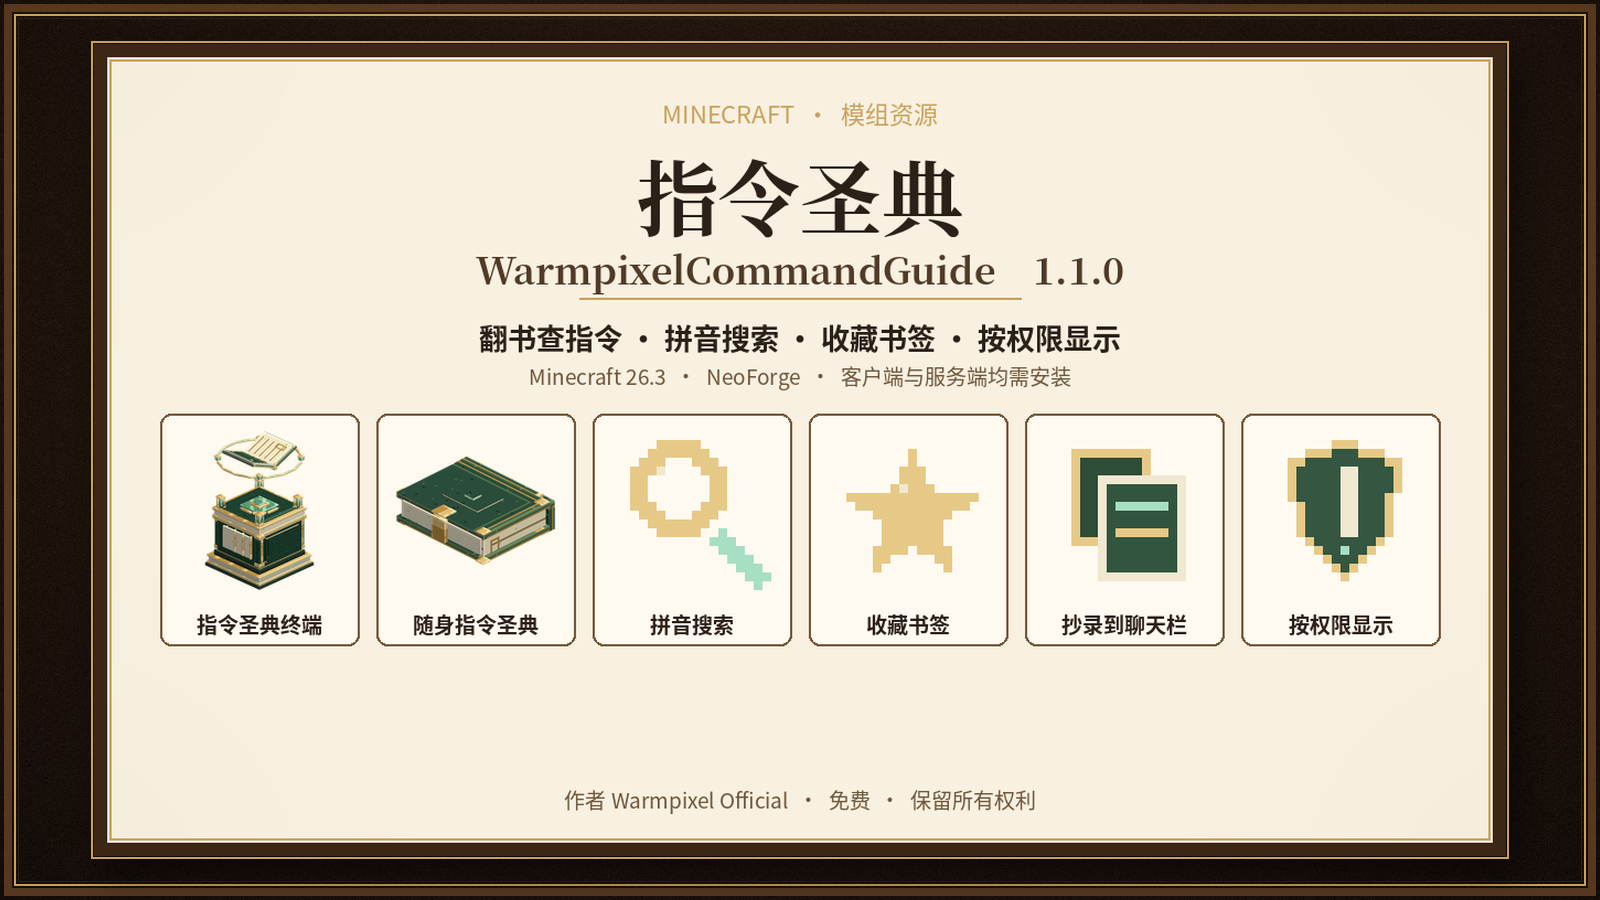 MINECRAFT · 模组资源
指令圣典
WarmpixelCommandGuide 1.1.0
翻书查指令 · 拼音搜索 · 收藏书签 · 按权限显示
Minecraft 26.3 · NeoForge · 客户端与服务端均需安装
指令圣典终端
随身指令圣典
拼音搜索
收藏书签
抄录到聊天栏
按权限显示
作者 Warmpixel Official · 免费 · 保留所有权利